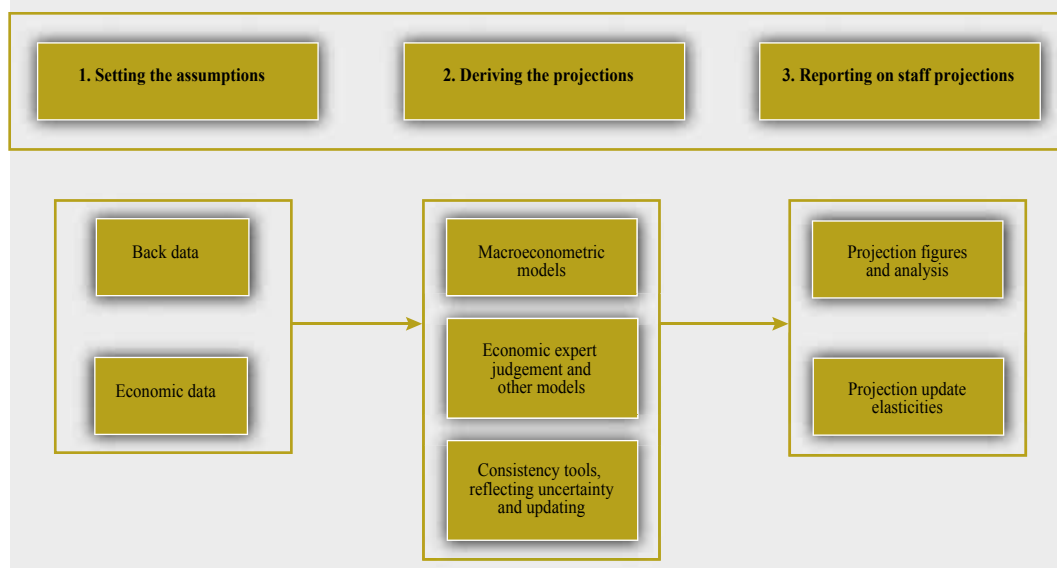 1. Setting the assumptions
2. Deriving the projections
3. Reporting on staff projections
Back data
Economic data
Macroeconometric
models
Economic expert
judgement and
other models
Consistency tools,
reflecting uncertainty
and updating
Projection figures
and analysis
Projection update
elasticities